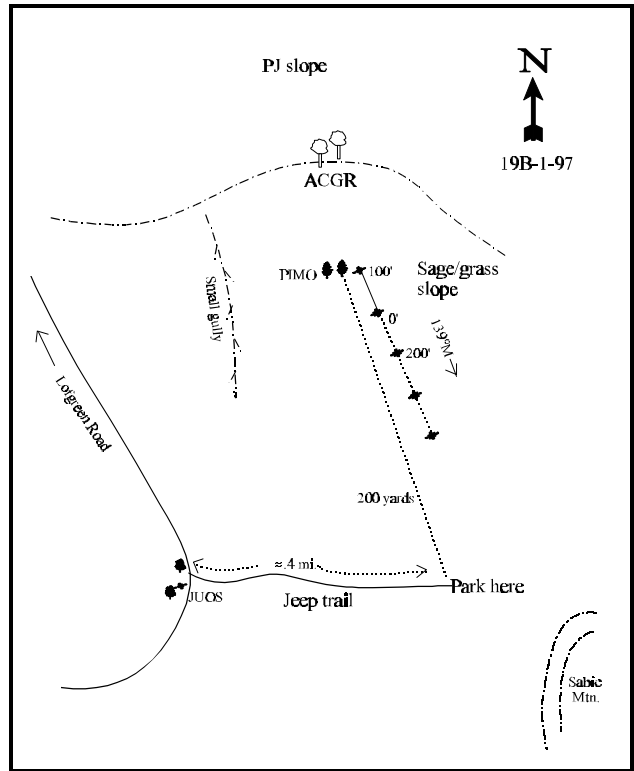 PJ slope
N
19B-1-97
ACGR
PIMO
100'
Sage/grass
slope
Small gully
0'
139°M
200'
Lofgreen Road
200 yards
≈.4 mi.
JUOS
Jeep trail
Park here
Sabie
Mtn.